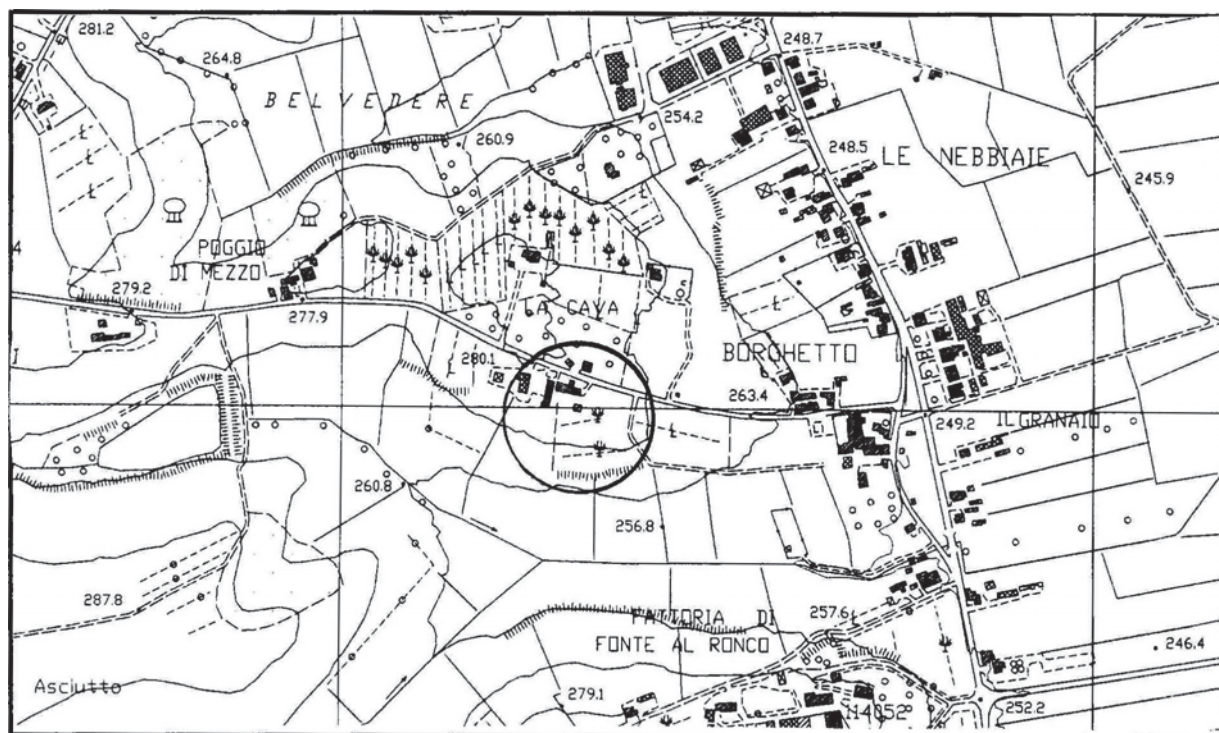 281.2
264.8
BELVEDERE
260.9
254.2
248.7
248.5
LE NEBBIAIE
245.9
POGGIO
DI MEZZO
279.2
277.9
LA CAVA
280.1
BORGHETTO
263.4
249.2
IL GRANAIO
260.8
256.8
287.8
257.6
FATTORIA DI
FONTE AL RONCO
246.4
Asciutto
279.1
114052
252.2